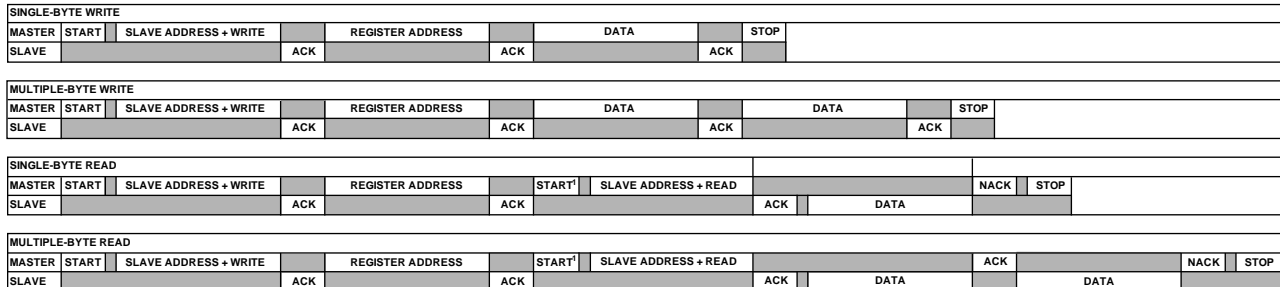 SINGLE-BYTE WRITE
MASTER START SLAVE ADDRESS + WRITE REGISTER ADDRESS DATA STOP
SLAVE ACK ACK ACK
MULTIPLE-BYTE WRITE
MASTER START SLAVE ADDRESS + WRITE REGISTER ADDRESS DATA DATA STOP
SLAVE ACK ACK ACK ACK
SINGLE-BYTE READ
MASTER START SLAVE ADDRESS + WRITE REGISTER ADDRESS START¹ SLAVE ADDRESS + READ NACK STOP
SLAVE ACK ACK ACK DATA
MULTIPLE-BYTE READ
MASTER START SLAVE ADDRESS + WRITE REGISTER ADDRESS START¹ SLAVE ADDRESS + READ ACK NACK STOP
SLAVE ACK ACK ACK DATA DATA